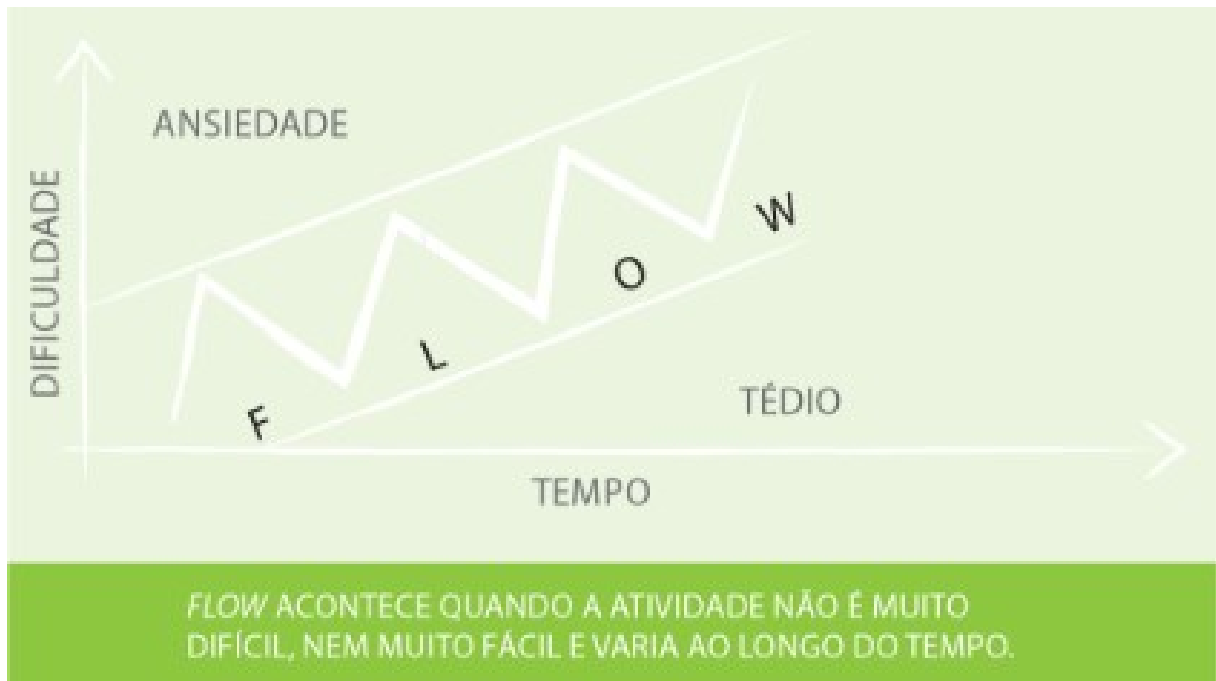 ANSIEDADE
DIFICULDADE
F
L
O
W
TÉDIO
TEMPO
FLOW ACONTECE QUANDO A ATIVIDADE NÃO É MUITO
DIFÍCIL, NEM MUITO FÁCIL E VARIA AO LONGO DO TEMPO.